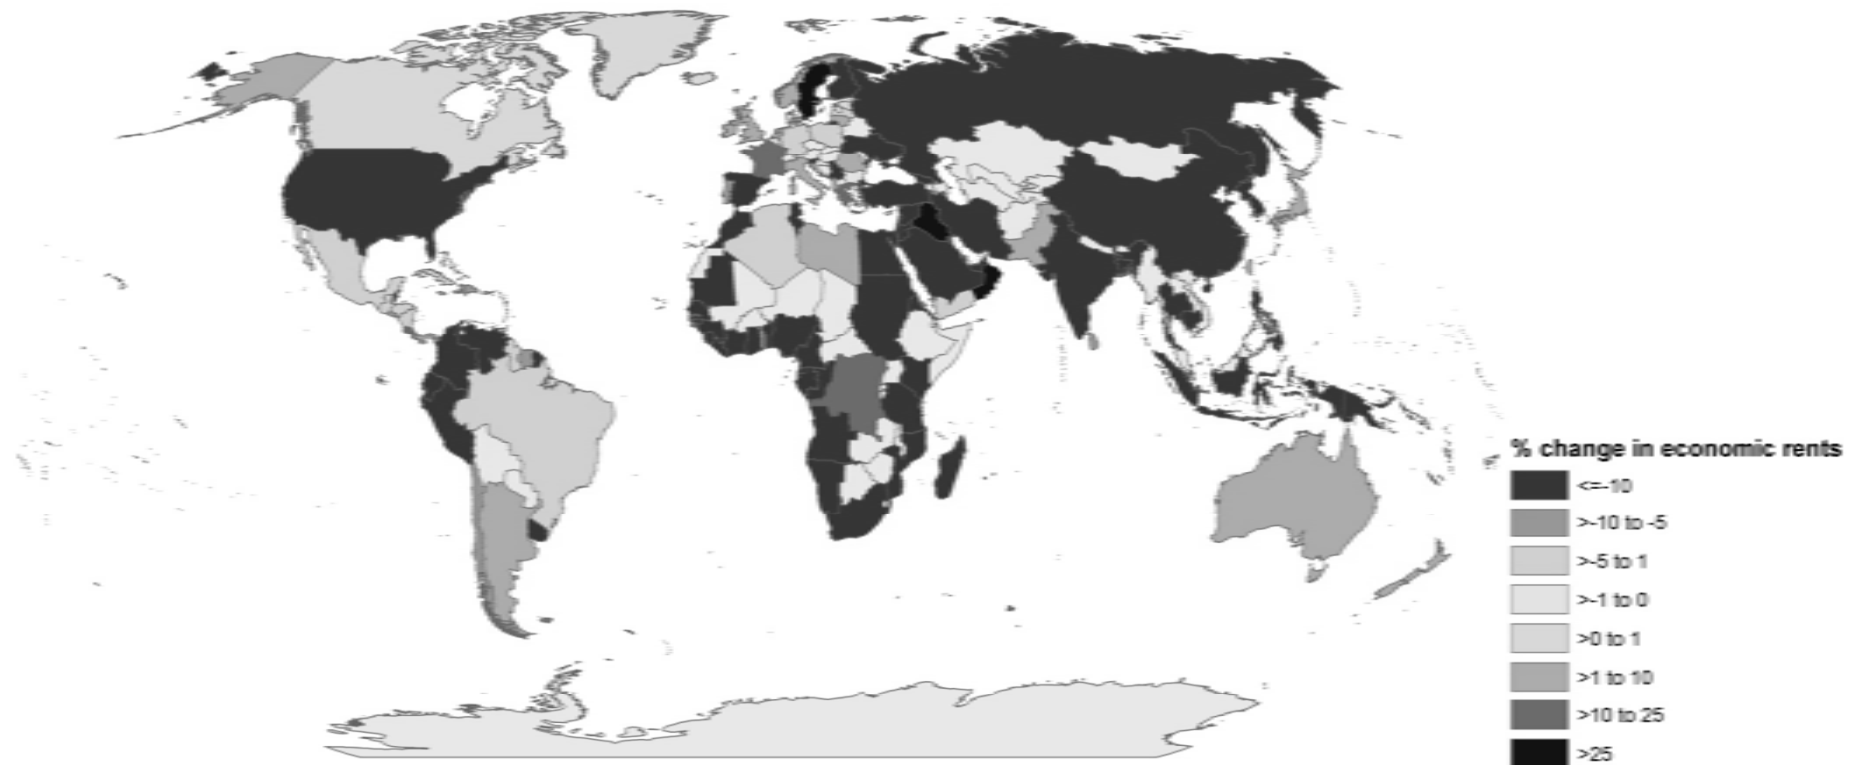 % change in economic rents
<=-10
>-10 to -5
>-5 to 1
>-1 to 0
>0 to 1
>1 to 10
>10 to 25
>25